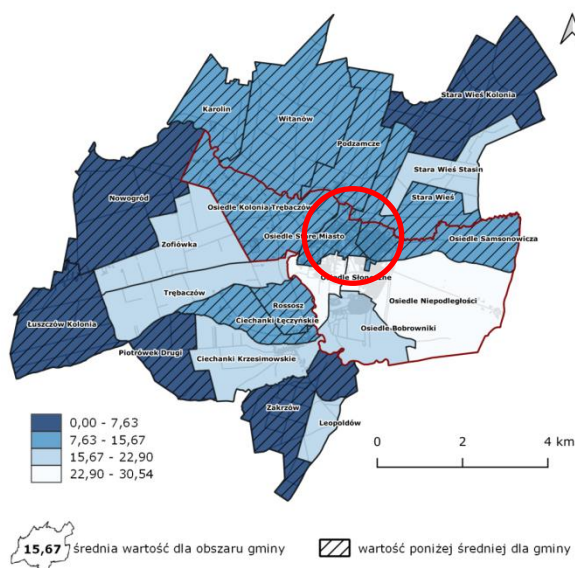 Stara Wieś Kolonia
Karolin
Witanów
Podzamcze
Stara Wieś Stasin
Nowogród
Osiedle Kolonia Trębaczów
Stara Wieś
Zofiówka
Osiedle Stare Miasto
Osiedle Samsonowicza
Osiedle Słoneczne
Trębaczów
Osiedle Niepodległości
Rossosz
Łuszczów Kolonia
Ciechanki Łęczyńskie
Osiedle Bobrowniki
Piotrówek Drugi
Ciechanki Krzesimowskie
Zakrzów
Leopoldów
0,00 - 7,63
7,63 - 15,67
15,67 - 22,90
22,90 - 30,54
0 2 4 km
15,67 średnia wartość dla obszaru gminy
wartość poniżej średniej dla gminy